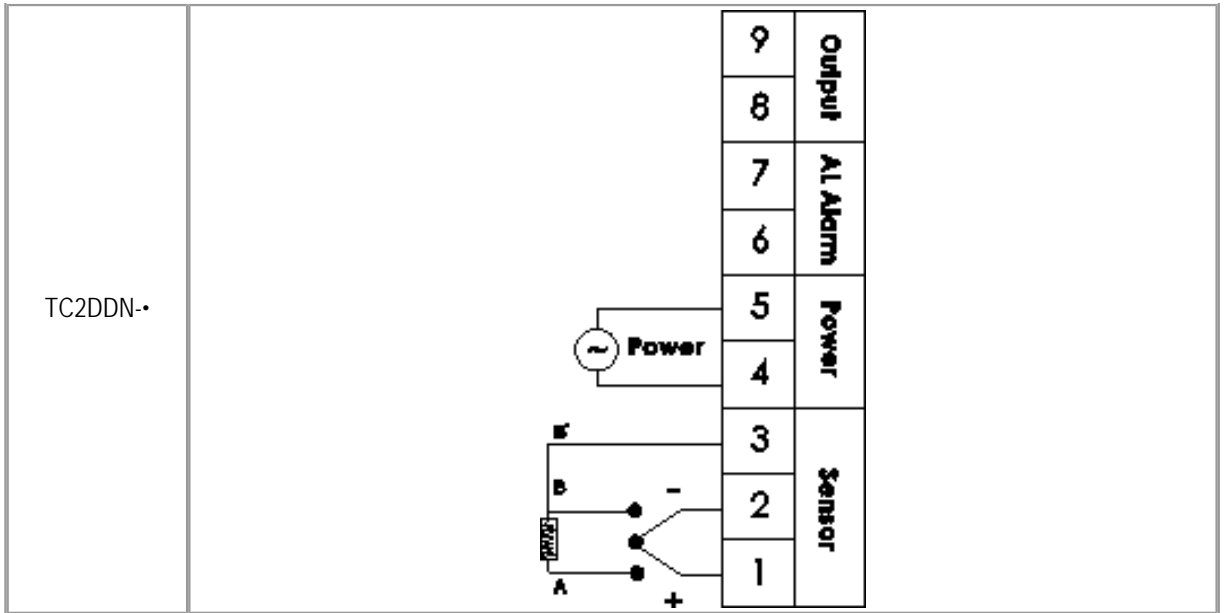 TC2DDN-•
9
8
Output
7
6
AL Alarm
5
4
Power
~ Power
3
2
1
Sensor
B'
B
-
A
+